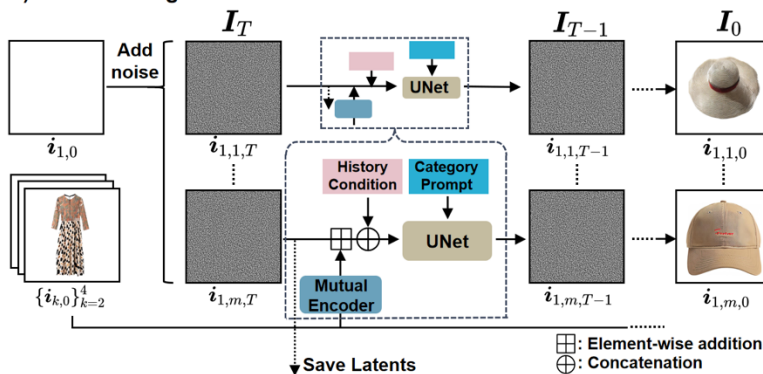 Add
noise
i_{1,0}
{i_{k,0}}_{k=2}^{4}
I_T
i_{1,1,T}
i_{1,m,T}
UNet
History
Condition
Category
Prompt
UNet
Mutual
Encoder
Save Latents
I_{T-1}
i_{1,1,T-1}
i_{1,m,T-1}
I_0
i_{1,1,0}
i_{1,m,0}
: Element-wise addition
: Concatenation